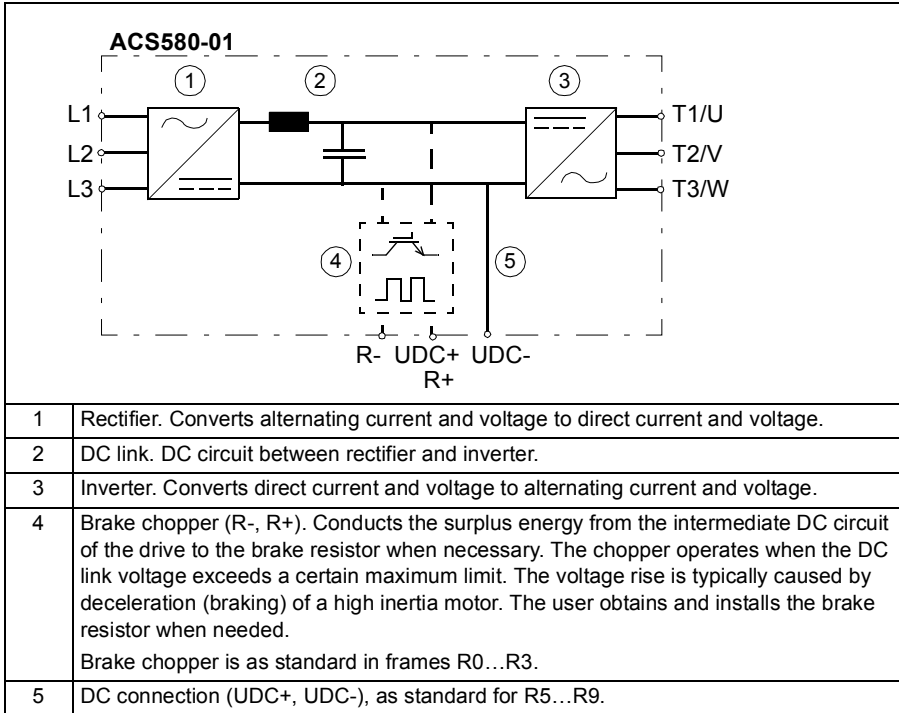 ACS580-01
1 2 3
L1 T1/U
L2 T2/V
L3 T3/W
4 5
R- UDC+ UDC-
R+
1 Rectifier. Converts alternating current and voltage to direct current and voltage.
2 DC link. DC circuit between rectifier and inverter.
3 Inverter. Converts direct current and voltage to alternating current and voltage.
4 Brake chopper (R-, R+). Conducts the surplus energy from the intermediate DC circuit
of the drive to the brake resistor when necessary. The chopper operates when the DC
link voltage exceeds a certain maximum limit. The voltage rise is typically caused by
deceleration (braking) of a high inertia motor. The user obtains and installs the brake
resistor when needed.
Brake chopper is as standard in frames R0…R3.
5 DC connection (UDC+, UDC-), as standard for R5…R9.